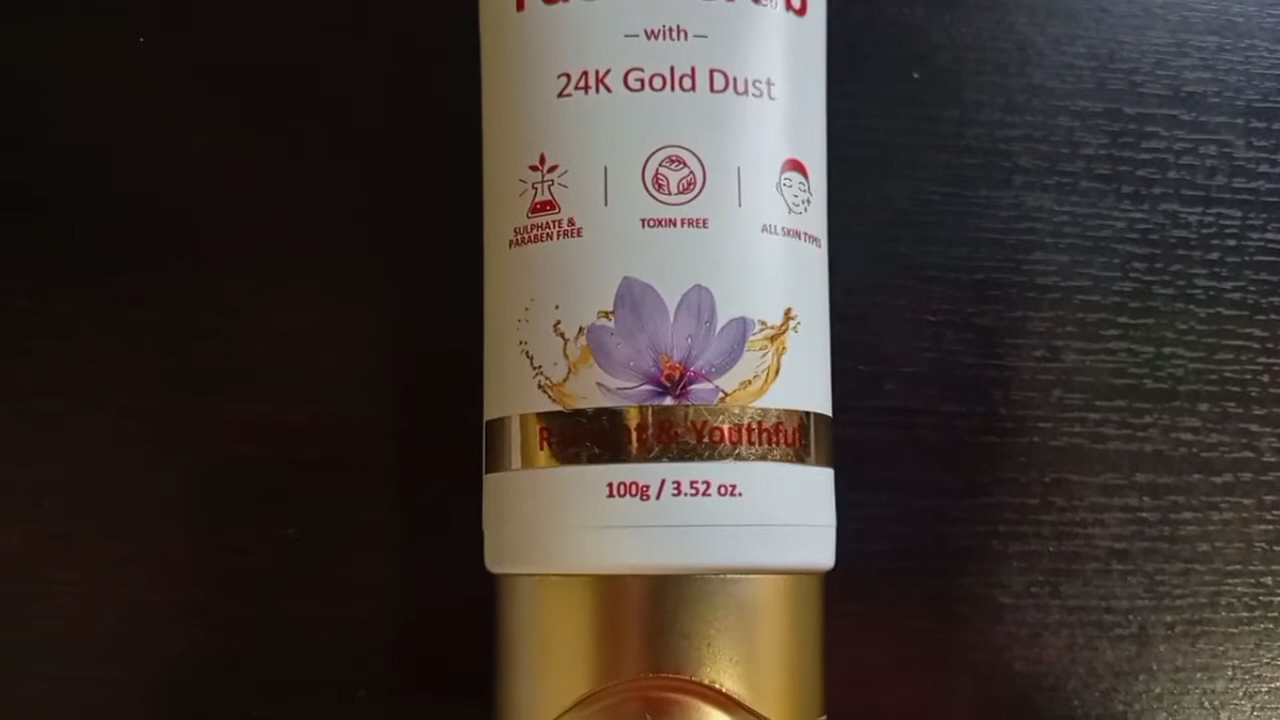 — with —
24K Gold Dust
SULPHATE &
PARABEN FREE
TOXIN FREE
ALL SKIN TYPES
& Youthful
100g / 3.52 oz.